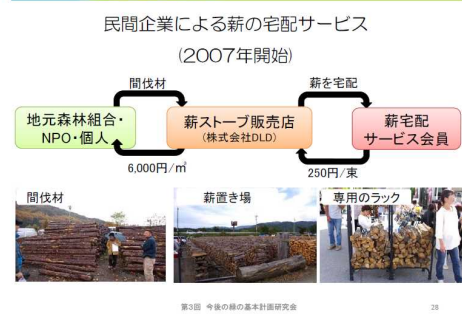 民間企業による薪の宅配サービス
(2007年開始)
間伐材
薪を宅配
地元森林組合・
NPO・個人
薪ストーブ販売店
(株式会社DLD)
薪宅配
サービス会員
6,000円/㎥
250円/束
間伐材
薪置き場
専用のラック
第3回 今後の緑の基本計画研究会
28